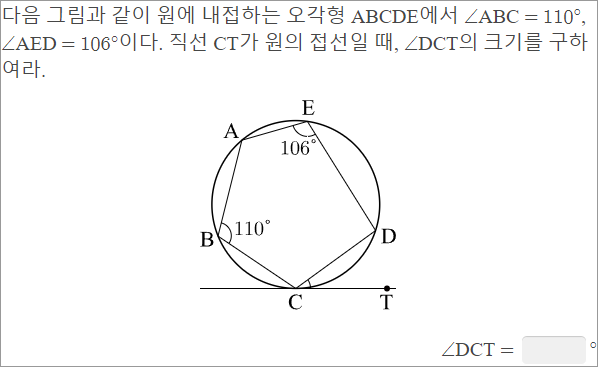 다음 그림과 같이 원에 내접하는 오각형 ABCDE에서 ∠ABC = 110°,
∠AED = 106°이다. 직선 CT가 원의 접선일 때, ∠DCT의 크기를 구하
여라.
E
A
106°
110°
B
D
C
T
∠DCT = °